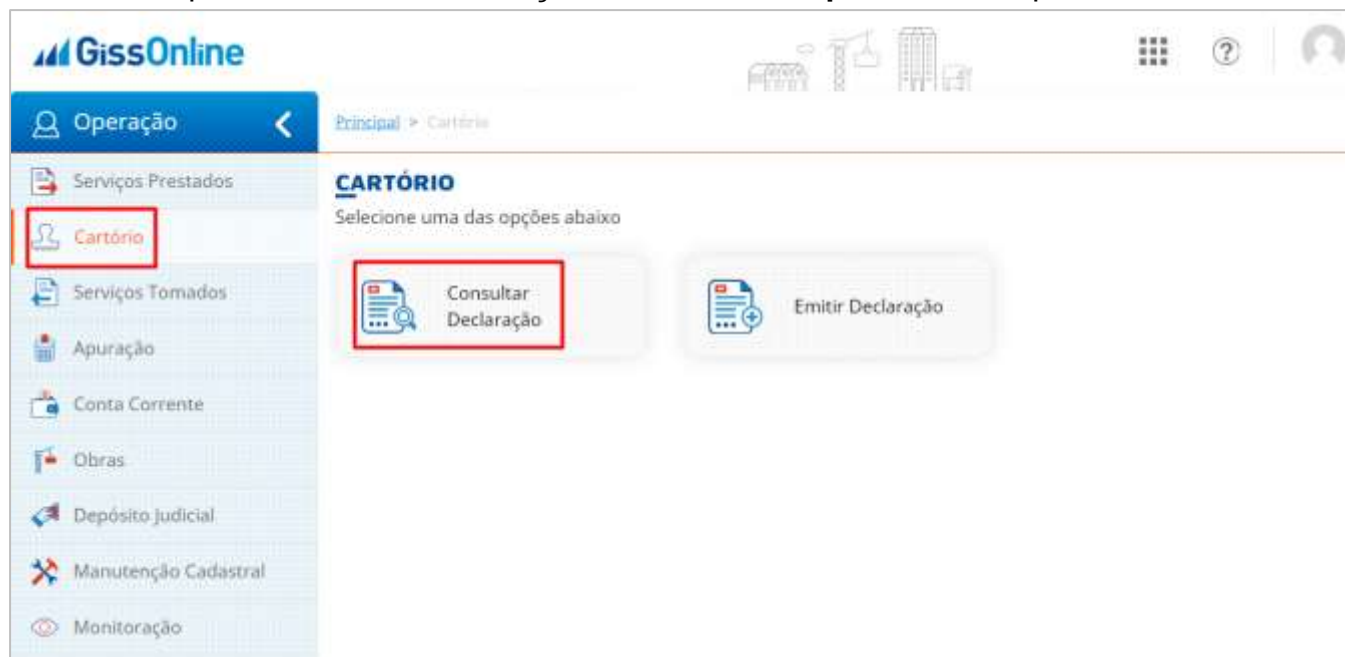 GissOnline
Operação
Principal > Cartório
Serviços Prestados
CARTÓRIO
Selecione uma das opções abaixo
Cartório
Consultar
Declaração
Emitir Declaração
Serviços Tomados
Apuração
Conta Corrente
Obras
Depósito Judicial
Manutenção Cadastral
Monitoração